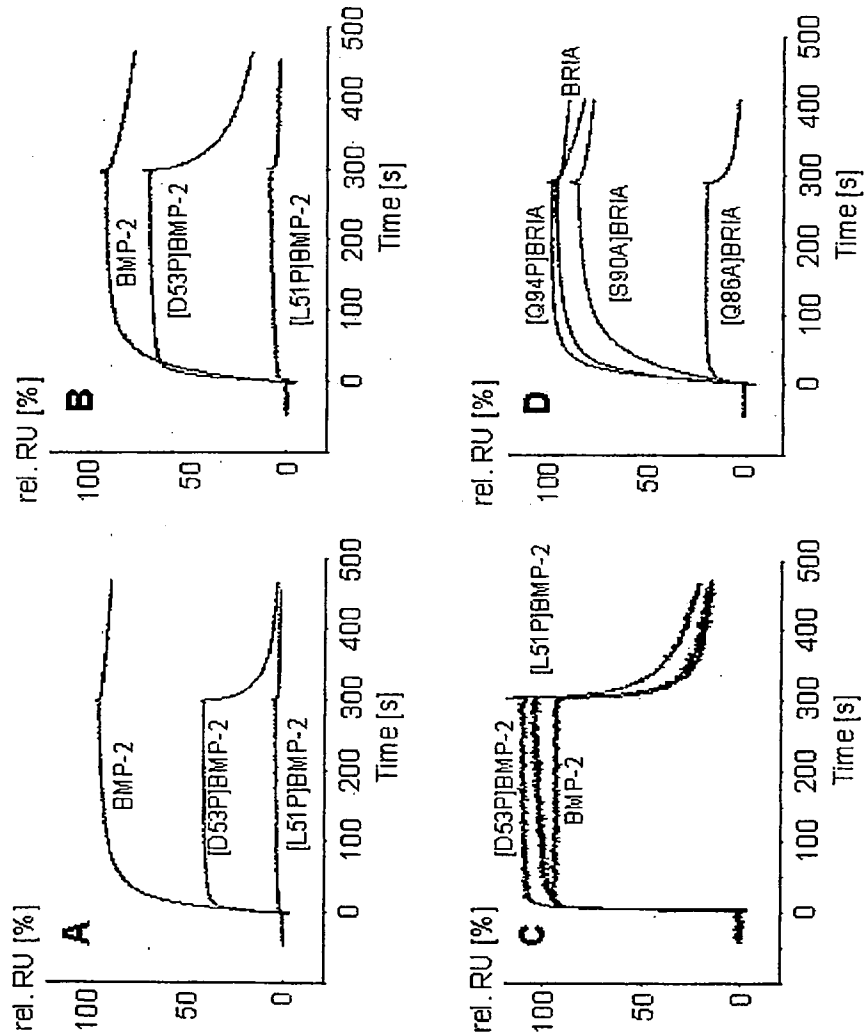 A
rel. RU [%]
100
50
0
BMP-2
[D53P]BMP-2
[L51P]BMP-2
0
100
200
300
400
500
Time [s]
B
rel. RU [%]
100
50
0
BMP-2
[D53P]BMP-2
[L51P]BMP-2
0
100
200
300
400
500
Time [s]
C
rel. RU [%]
100
50
0
[D53P]BMP-2
[L51P]BMP-2
BMP-2
0
100
200
300
400
500
Time [s]
D
rel. RU [%]
100
50
0
[Q94P]BRIA
BRIA
[S90A]BRIA
[Q86A]BRIA
0
100
200
300
400
500
Time [s]